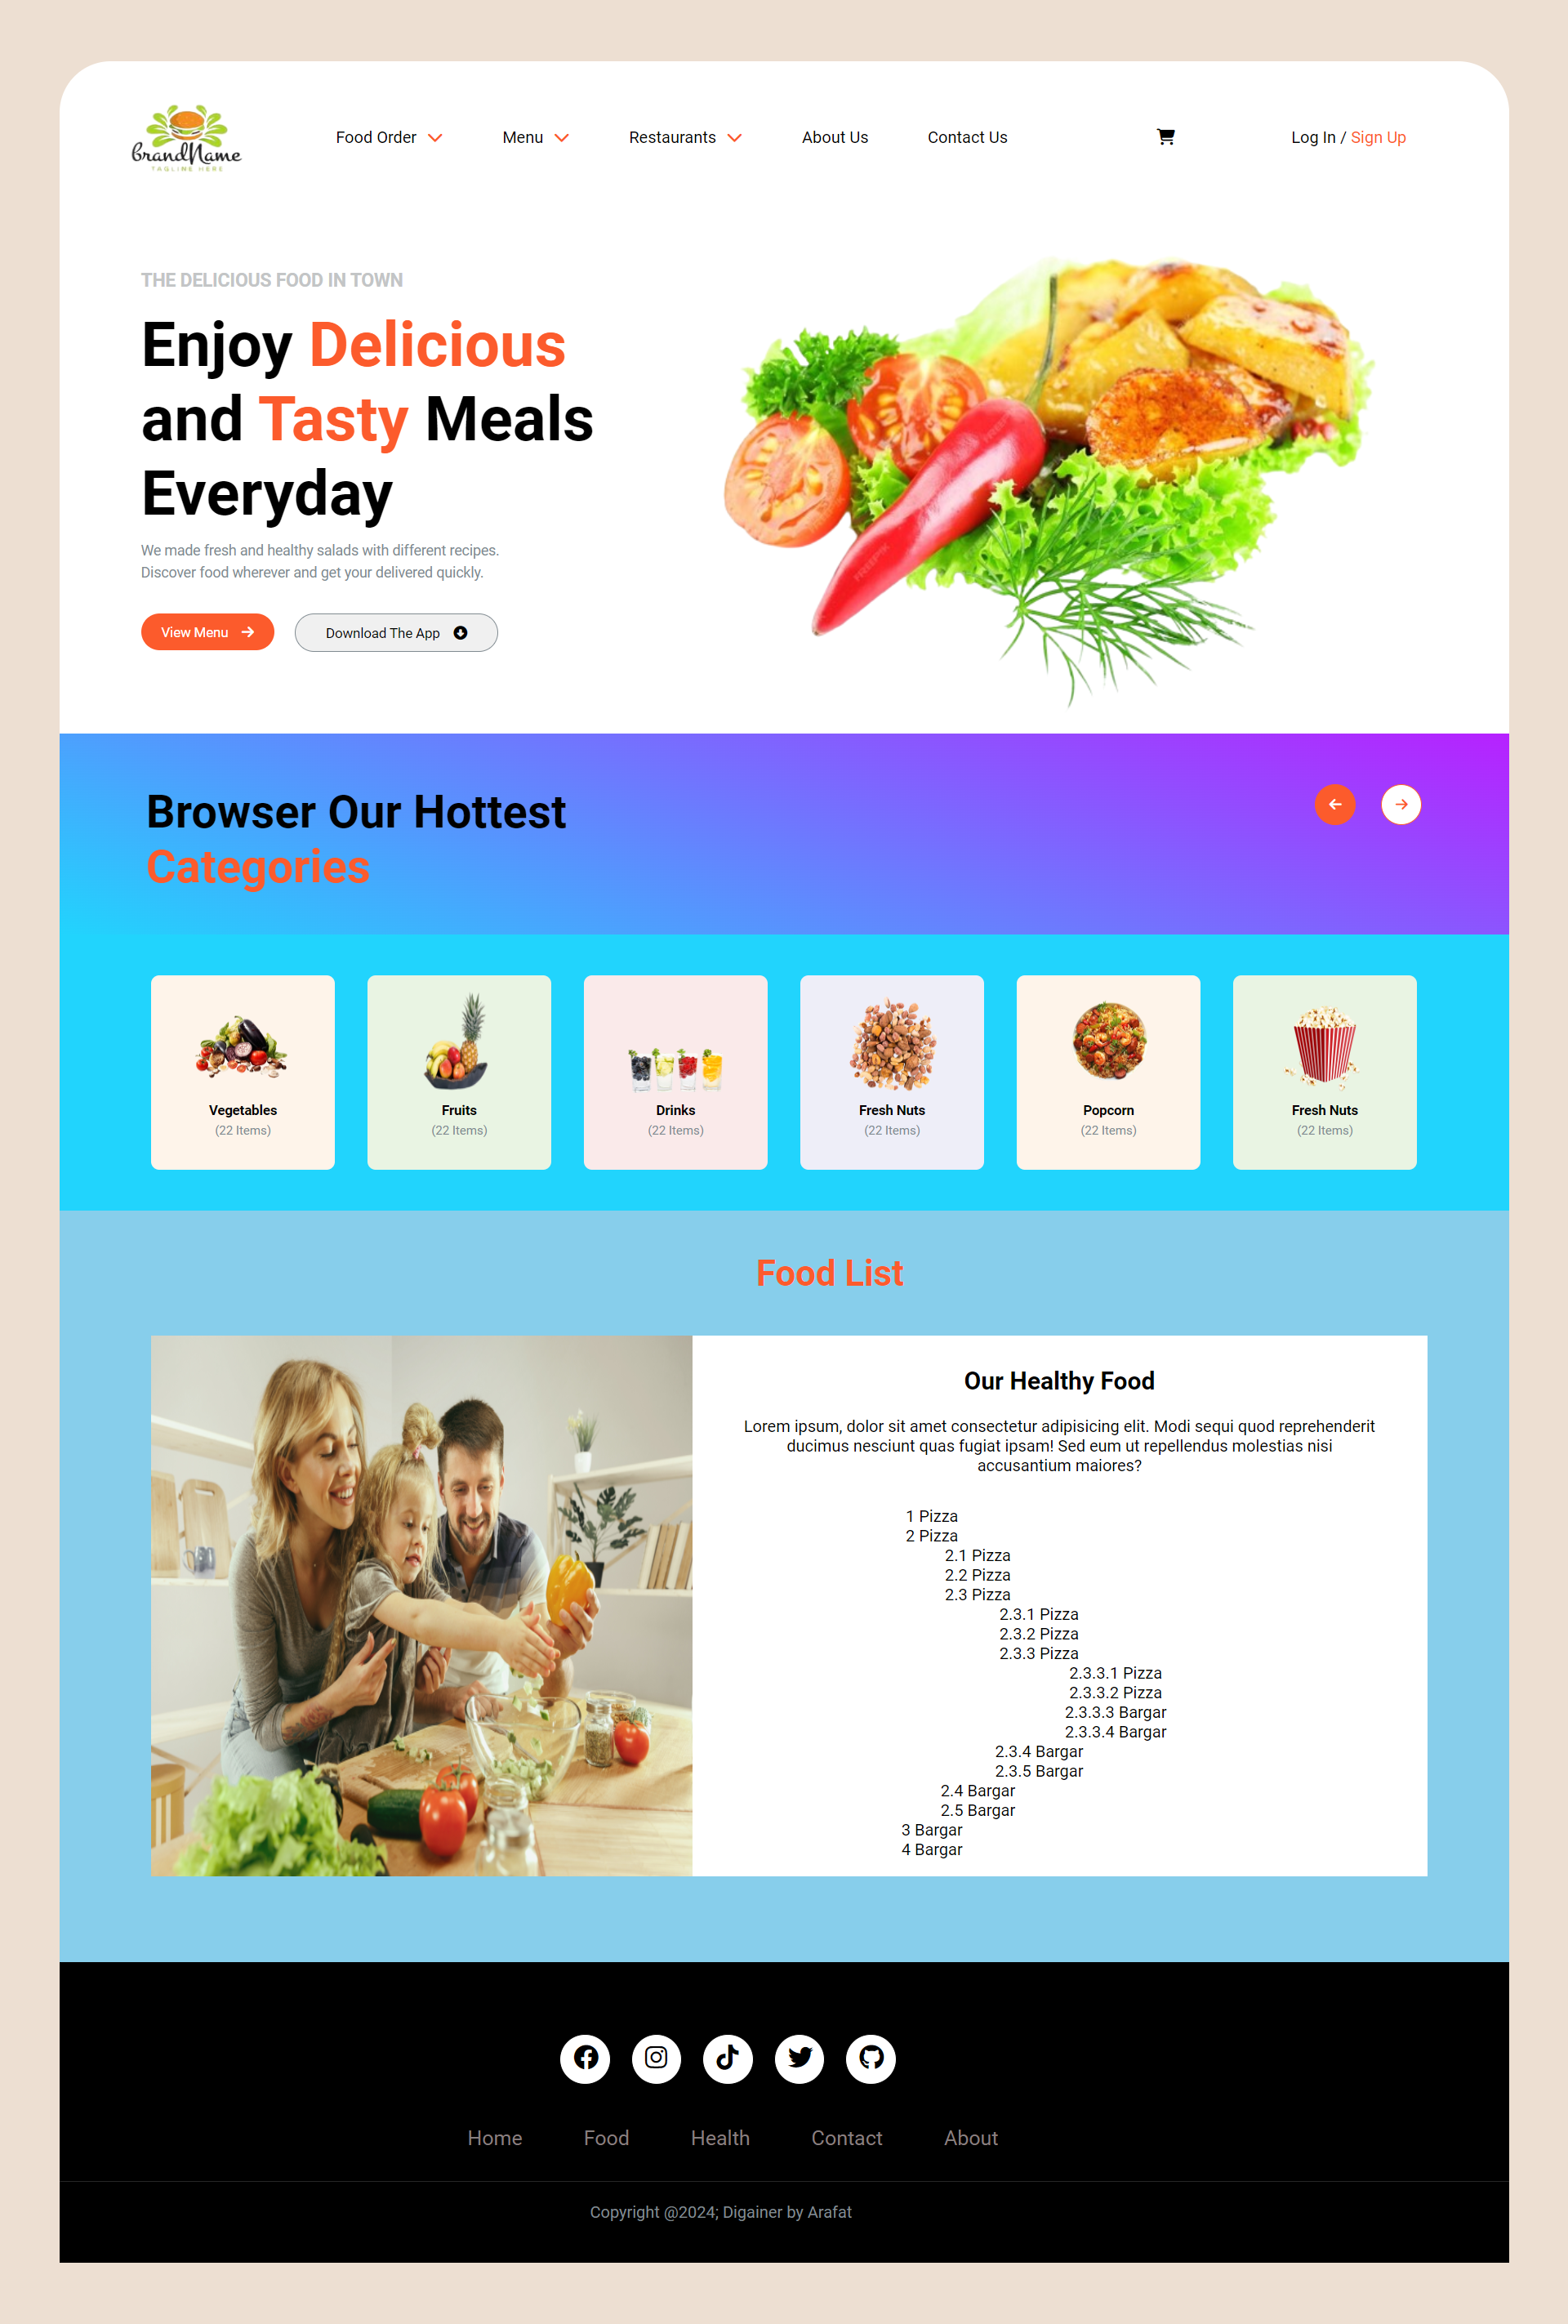 brandName
TAGLINE HERE
Food Order
Menu
Restaurants
About Us
Contact Us
Log In / Sign Up
THE DELICIOUS FOOD IN TOWN
Enjoy Delicious
and Tasty Meals
Everyday
We made fresh and healthy salads with different recipes.
Discover food wherever and get your delivered quickly.
View Menu
Download The App
FREEPIK
FREEPIK
Browser Our Hottest
Categories
Vegetables
(22 Items)
Fruits
(22 Items)
Drinks
(22 Items)
Fresh Nuts
(22 Items)
Popcorn
(22 Items)
Fresh Nuts
(22 Items)
Food List
Our Healthy Food
Lorem ipsum, dolor sit amet consectetur adipisicing elit. Modi sequi quod reprehenderit
ducimus nesciunt quas fugiat ipsam! Sed eum ut repellendus molestias nisi
accusantium maiores?
1 Pizza
2 Pizza
2.1 Pizza
2.2 Pizza
2.3 Pizza
2.3.1 Pizza
2.3.2 Pizza
2.3.3 Pizza
2.3.3.1 Pizza
2.3.3.2 Pizza
2.3.3.3 Bargar
2.3.3.4 Bargar
2.3.4 Bargar
2.3.5 Bargar
2.4 Bargar
2.5 Bargar
3 Bargar
4 Bargar
Home
Food
Health
Contact
About
Copyright @2024; Digainer by Arafat